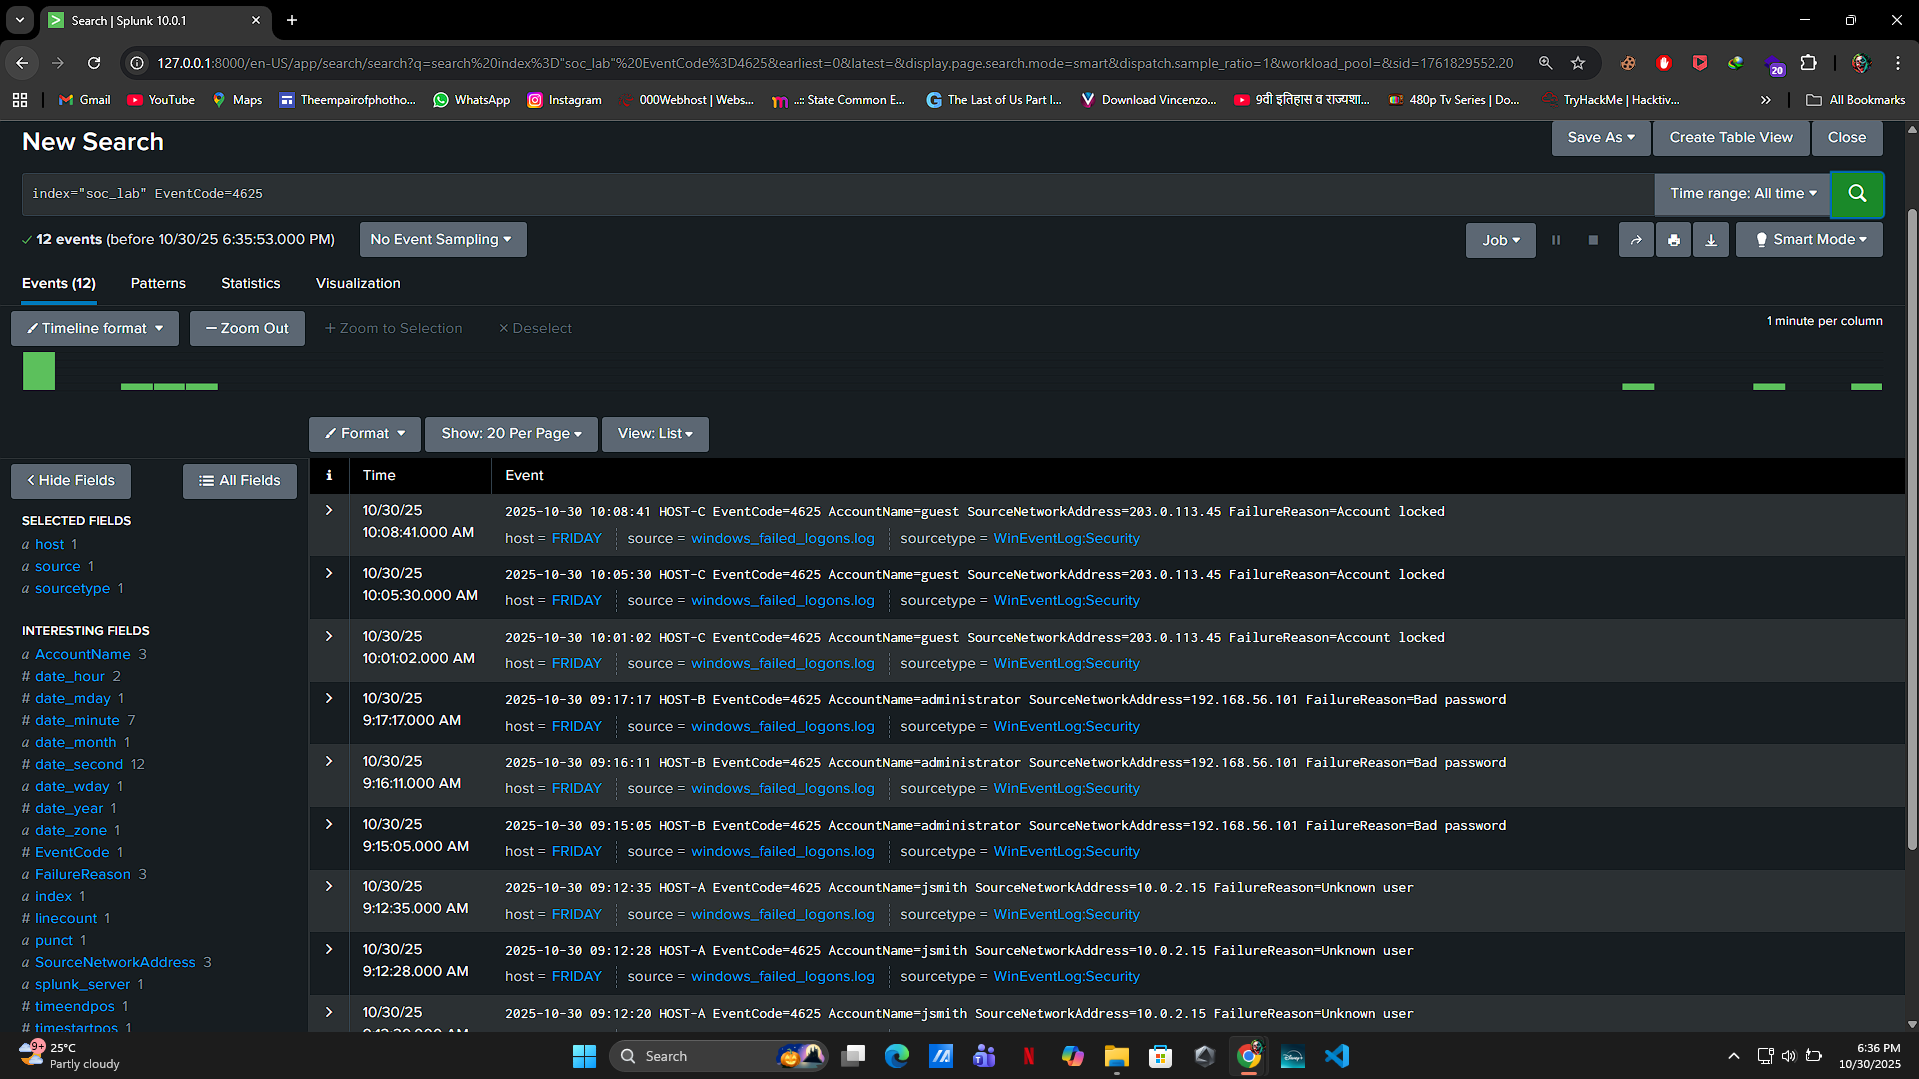 Search | Splunk 10.0.1
127.0.0.1:8000/en-US/app/search/search?q=search%20index%3D"soc_lab"%20EventCode%3D4625&earliest=0&latest=&display.page.search.mode=smart&dispatch.sample_ratio=1&workload_pool=&sid=1761829552.20
20
Gmail YouTube Maps Theempairofphotho... WhatsApp Instagram 000Webhost | Webs... ..:: State Common E... The Last of Us Part I... Download Vincenzo... 9वी इतिहास व राज्यशा... 480p Tv Series | Do... TryHackMe | Hacktiv... » All Bookmarks
New Search
Save As Create Table View Close
index="soc_lab" EventCode=4625
Time range: All time
12 events (before 10/30/25 6:35:53.000 PM)
No Event Sampling
Job
Smart Mode
Events (12) Patterns Statistics Visualization
Timeline format — Zoom Out + Zoom to Selection × Deselect
1 minute per column
Format Show: 20 Per Page View: List
Hide Fields All Fields
SELECTED FIELDS
a host 1
a source 1
a sourcetype 1
INTERESTING FIELDS
a AccountName 3
# date_hour 2
# date_mday 1
# date_minute 7
a date_month 1
# date_second 12
a date_wday 1
# date_year 1
a date_zone 1
# EventCode 1
a FailureReason 3
a index 1
# linecount 1
a punct 1
a SourceNetworkAddress 3
a splunk_server 1
# timeendpos 1
# timestartpos 1
i Time Event
10/30/25
10:08:41.000 AM
2025-10-30 10:08:41 HOST-C EventCode=4625 AccountName=guest SourceNetworkAddress=203.0.113.45 FailureReason=Account locked
host = FRIDAY source = windows_failed_logons.log sourcetype = WinEventLog:Security
10/30/25
10:05:30.000 AM
2025-10-30 10:05:30 HOST-C EventCode=4625 AccountName=guest SourceNetworkAddress=203.0.113.45 FailureReason=Account locked
host = FRIDAY source = windows_failed_logons.log sourcetype = WinEventLog:Security
10/30/25
10:01:02.000 AM
2025-10-30 10:01:02 HOST-C EventCode=4625 AccountName=guest SourceNetworkAddress=203.0.113.45 FailureReason=Account locked
host = FRIDAY source = windows_failed_logons.log sourcetype = WinEventLog:Security
10/30/25
9:17:17.000 AM
2025-10-30 09:17:17 HOST-B EventCode=4625 AccountName=administrator SourceNetworkAddress=192.168.56.101 FailureReason=Bad password
host = FRIDAY source = windows_failed_logons.log sourcetype = WinEventLog:Security
10/30/25
9:16:11.000 AM
2025-10-30 09:16:11 HOST-B EventCode=4625 AccountName=administrator SourceNetworkAddress=192.168.56.101 FailureReason=Bad password
host = FRIDAY source = windows_failed_logons.log sourcetype = WinEventLog:Security
10/30/25
9:15:05.000 AM
2025-10-30 09:15:05 HOST-B EventCode=4625 AccountName=administrator SourceNetworkAddress=192.168.56.101 FailureReason=Bad password
host = FRIDAY source = windows_failed_logons.log sourcetype = WinEventLog:Security
10/30/25
9:12:35.000 AM
2025-10-30 09:12:35 HOST-A EventCode=4625 AccountName=jsmith SourceNetworkAddress=10.0.2.15 FailureReason=Unknown user
host = FRIDAY source = windows_failed_logons.log sourcetype = WinEventLog:Security
10/30/25
9:12:28.000 AM
2025-10-30 09:12:28 HOST-A EventCode=4625 AccountName=jsmith SourceNetworkAddress=10.0.2.15 FailureReason=Unknown user
host = FRIDAY source = windows_failed_logons.log sourcetype = WinEventLog:Security
10/30/25
2025-10-30 09:12:20 HOST-A EventCode=4625 AccountName=jsmith SourceNetworkAddress=10.0.2.15 FailureReason=Unknown user
9+
25°C
Partly cloudy
Search
6:36 PM
10/30/2025